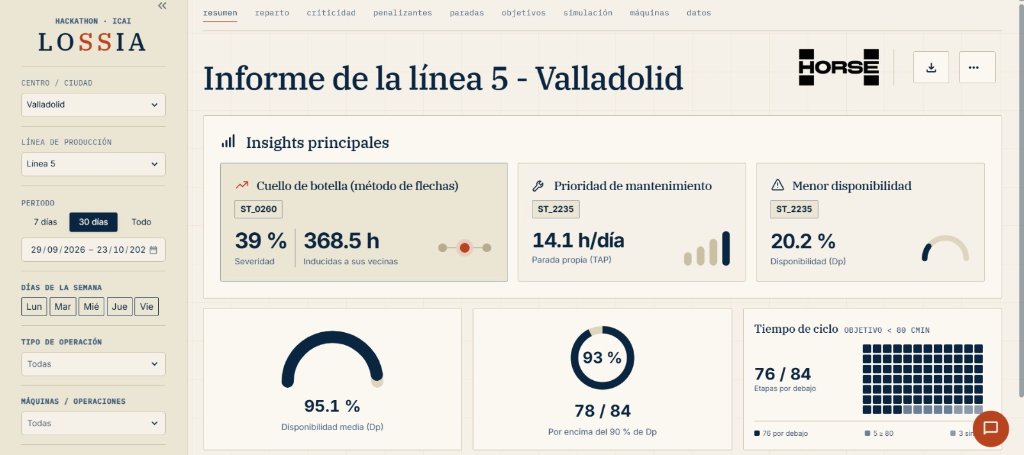 HACKATHON · ICAI
LOSSIA
CENTRO / CIUDAD
Valladolid
LÍNEA DE PRODUCCIÓN
Línea 5
PERIODO
7 días 30 días Todo
29/09/2026 – 23/10/202
DÍAS DE LA SEMANA
Lun Mar Mié Jue Vie
TIPO DE OPERACIÓN
Todas
MÁQUINAS / OPERACIONES
Todas
resumen reparto criticidad penalizantes paradas objetivos simulación máquinas datos
Informe de la línea 5 - Valladolid
HORSE
Insights principales
Cuello de botella (método de flechas)
ST_0260
39 % 368.5 h
Severidad Inducidas a sus vecinas
Prioridad de mantenimiento
ST_2235
14.1 h/día
Parada propia (TAP)
Menor disponibilidad
ST_2235
20.2 %
Disponibilidad (Dp)
95.1 %
Disponibilidad media (Dp)
93 %
78 / 84
Por encima del 90 % de Dp
Tiempo de ciclo OBJETIVO < 80 CMIN
76 / 84
Etapas por debajo
76 por debajo 5 ≥ 80 3